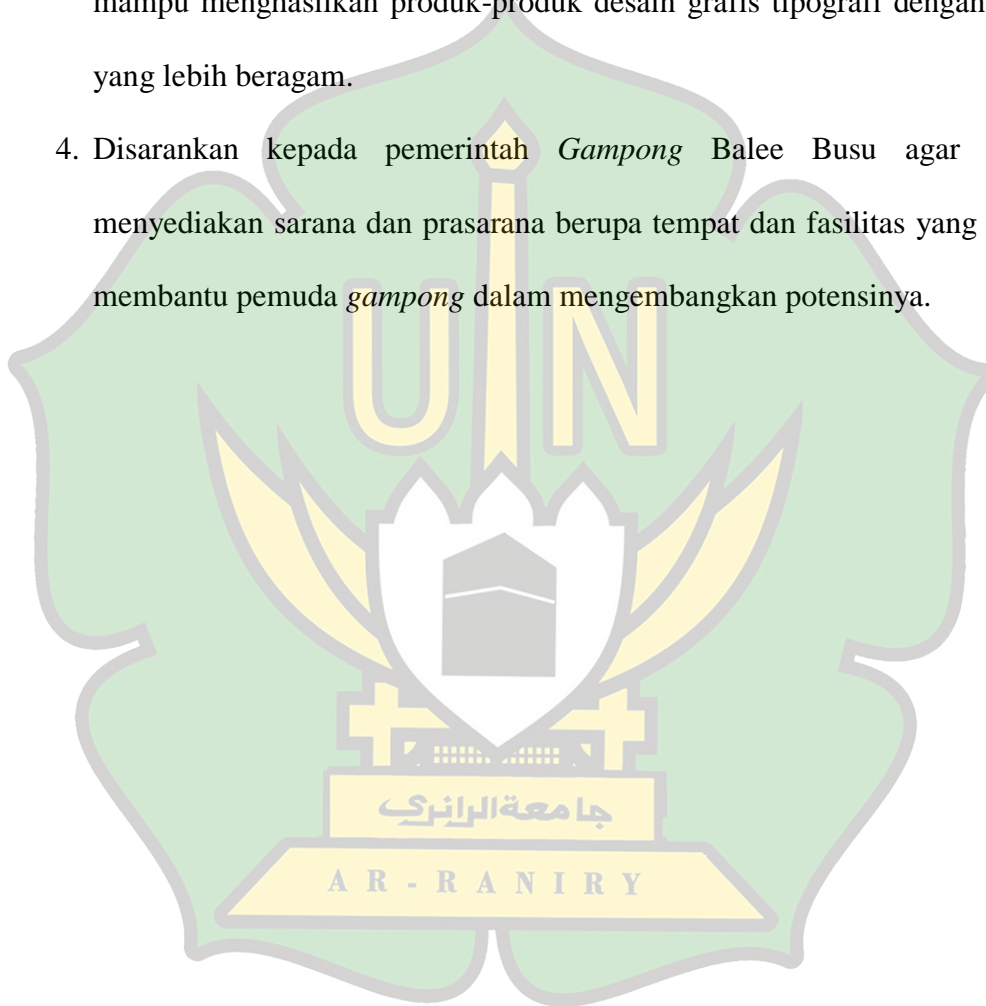 mampu menghasilkan produk-produk desain grafis tipografi dengan
yang lebih beragam.
4. Disarankan kepada pemerintah Gampong Balee Busu agar
menyediakan sarana dan prasarana berupa tempat dan fasilitas yang
membantu pemuda gampong dalam mengembangkan potensinya.
UIN
جامعةالرانري
AR-RANIRY